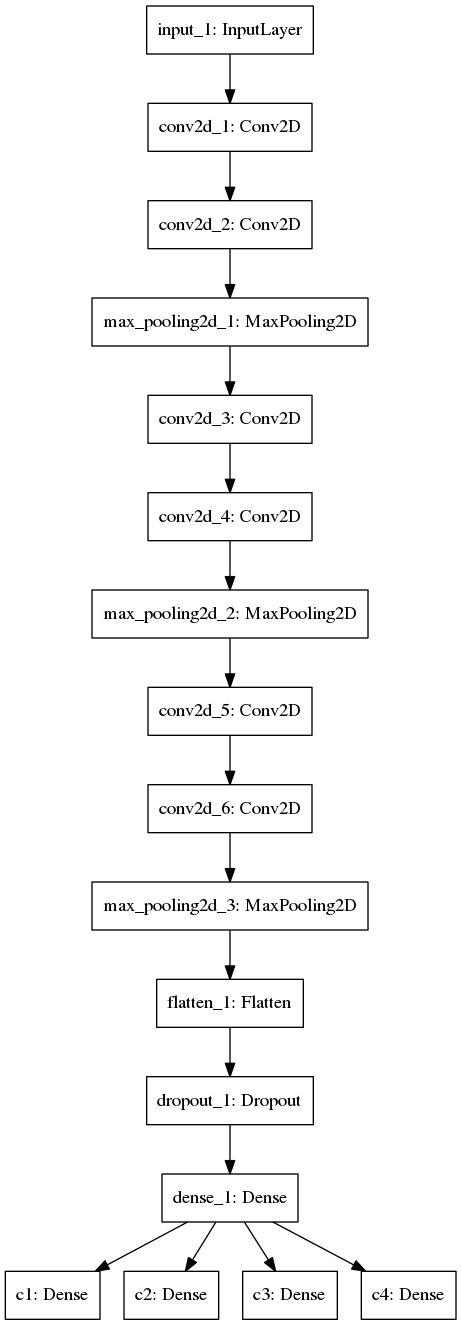 input_1: InputLayer
conv2d_1: Conv2D
conv2d_2: Conv2D
max_pooling2d_1: MaxPooling2D
conv2d_3: Conv2D
conv2d_4: Conv2D
max_pooling2d_2: MaxPooling2D
conv2d_5: Conv2D
conv2d_6: Conv2D
max_pooling2d_3: MaxPooling2D
flatten_1: Flatten
dropout_1: Dropout
dense_1: Dense
c1: Dense
c2: Dense
c3: Dense
c4: Dense